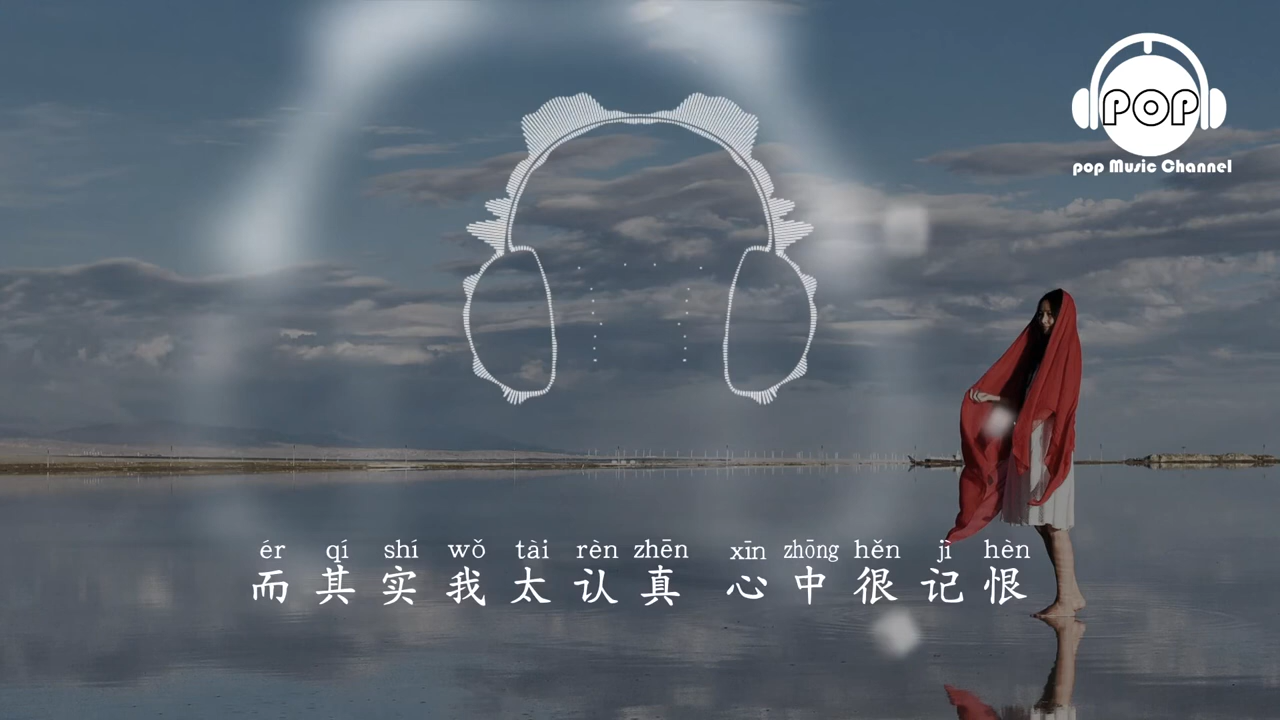 POP
pop Music Channel
ér qí shí wǒ tài rèn zhēn xīn zhōng hěn jì hèn
而其实我太认真 心中很记恨